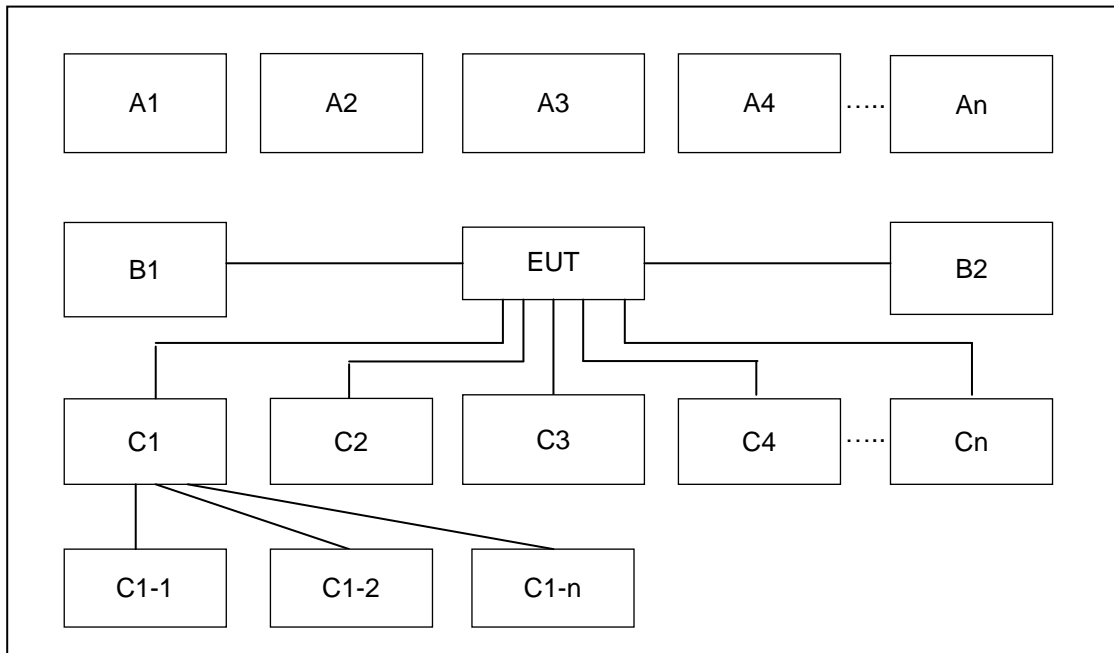 A1 A2 A3 A4 ..... An
B1 EUT B2
C1 C2 C3 C4 ..... Cn
C1-1 C1-2 C1-n